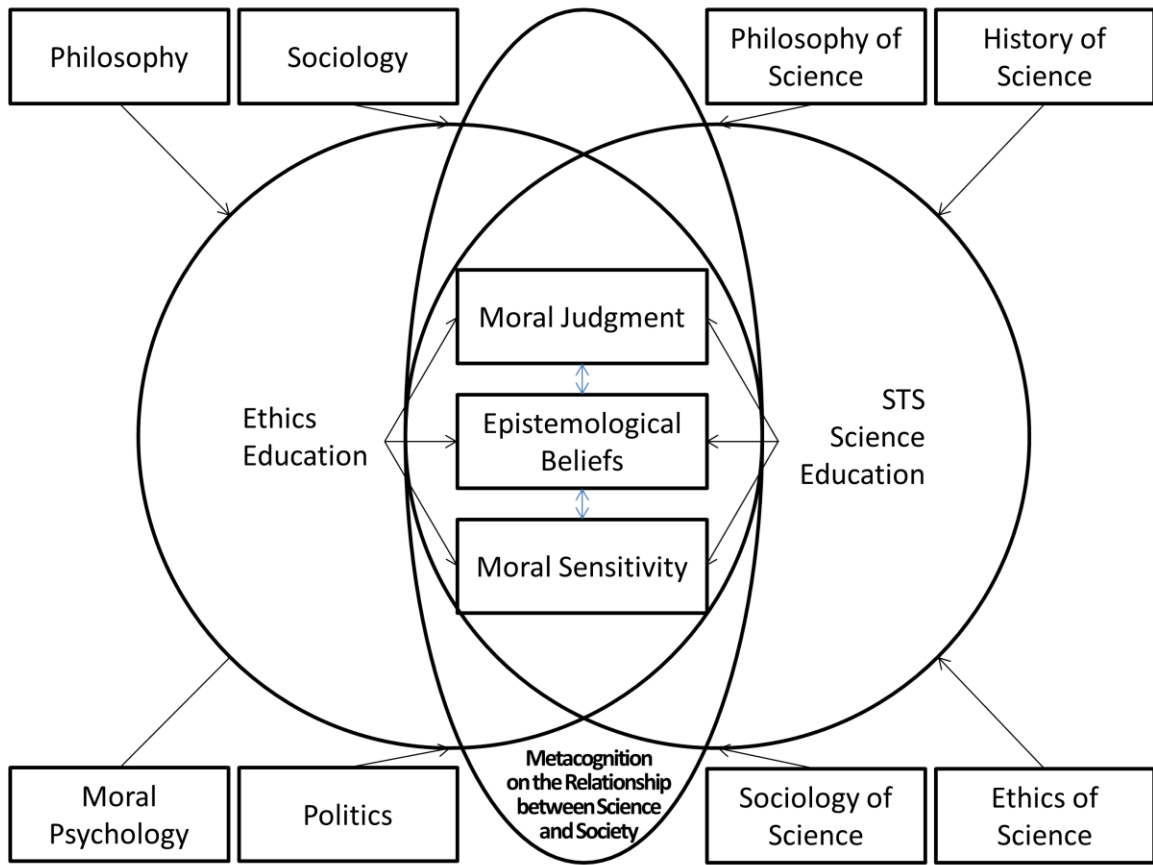 Philosophy
Sociology
Philosophy of
Science
History of
Science
Moral Judgment
Ethics
Education
Epistemological
Beliefs
STS
Science
Education
Moral Sensitivity
Metacognition
on the Relationship
between Science
and Society
Moral
Psychology
Politics
Sociology of
Science
Ethics of
Science